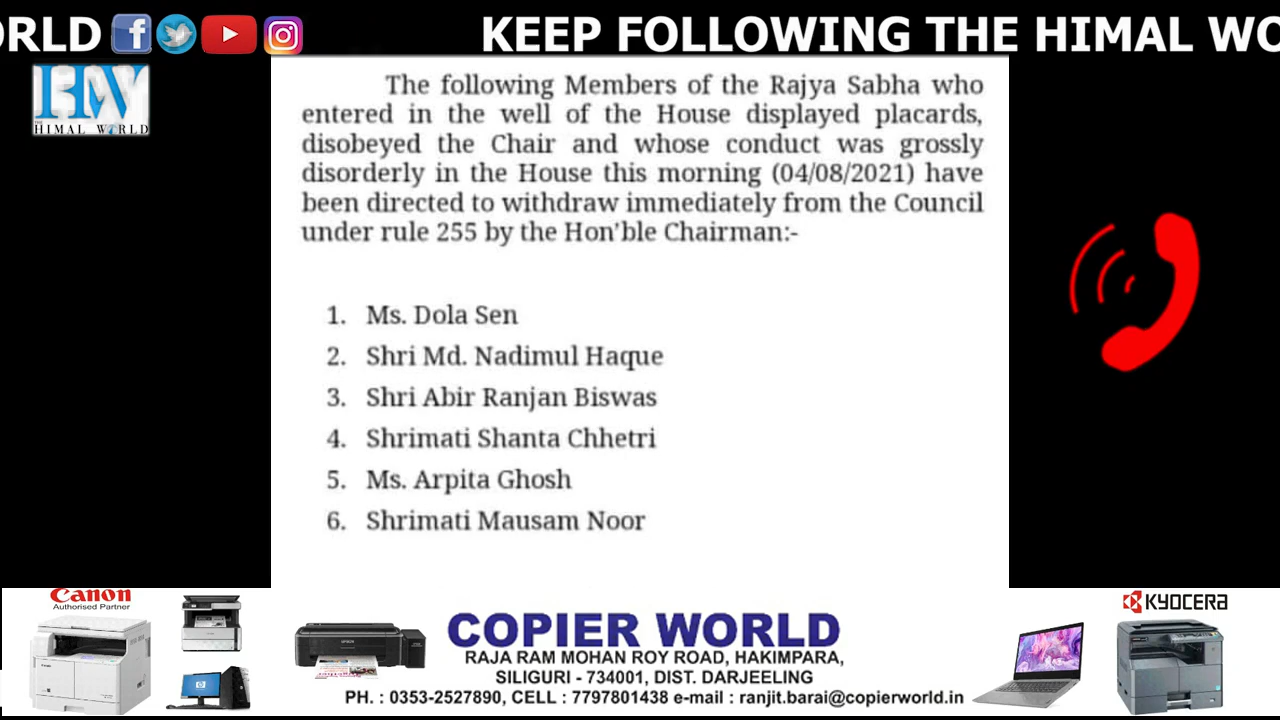 ORLD
KEEP FOLLOWING THE HIMAL WO
HW
THE
HIMAL WORLD
The following Members of the Rajya Sabha who
entered in the well of the House displayed placards,
disobeyed the Chair and whose conduct was grossly
disorderly in the House this morning (04/08/2021) have
been directed to withdraw immediately from the Council
under rule 255 by the Hon’ble Chairman:-
1. Ms. Dola Sen
2. Shri Md. Nadimul Haque
3. Shri Abir Ranjan Biswas
4. Shrimati Shanta Chhetri
5. Ms. Arpita Ghosh
6. Shrimati Mausam Noor
Canon
Authorised Partner
EPSON
COPIER WORLD
RAJA RAM MOHAN ROY ROAD, HAKIMPARA,
SILIGURI - 734001, DIST. DARJEELING
PH. : 0353-2527890, CELL : 7797801438 e-mail : ranjit.barai@copierworld.in
KYOCERA